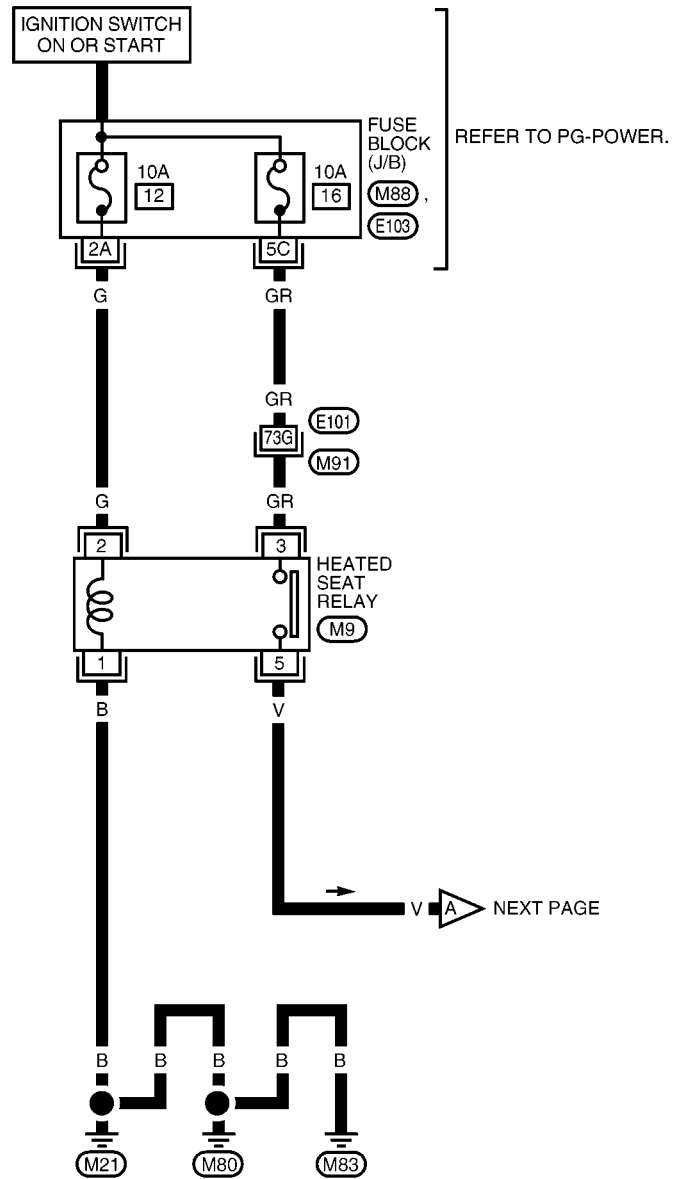 IGNITION SWITCH
ON OR START
FUSE
BLOCK
(J/B)
REFER TO PG-POWER.
10A
12
10A
16
M88 ,
E103
2A
5C
G
GR
GR
E101
73G
M91
G
GR
2
3
HEATED
SEAT
RELAY
M9
1
5
B
V
V
A
NEXT PAGE
B
B
B
B
B
M21
M80
M83